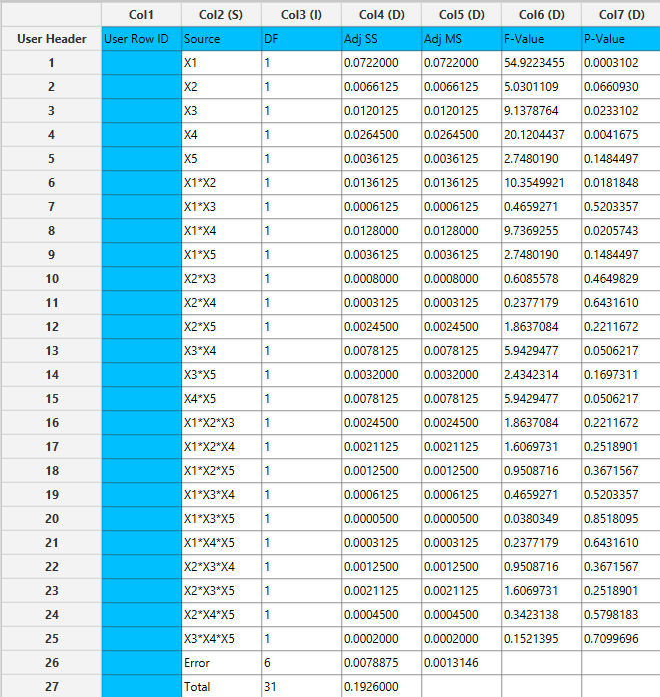 Col1 Col2 (S) Col3 (I) Col4 (D) Col5 (D) Col6 (D) Col7 (D)
User Header User Row ID Source DF Adj SS Adj MS F-Value P-Value
1 X1 1 0.0722000 0.0722000 54.9223455 0.0003102
2 X2 1 0.0066125 0.0066125 5.0301109 0.0660930
3 X3 1 0.0120125 0.0120125 9.1378764 0.0233102
4 X4 1 0.0264500 0.0264500 20.1204437 0.0041675
5 X5 1 0.0036125 0.0036125 2.7480190 0.1484497
6 X1*X2 1 0.0136125 0.0136125 10.3549921 0.0181848
7 X1*X3 1 0.0006125 0.0006125 0.4659271 0.5203357
8 X1*X4 1 0.0128000 0.0128000 9.7369255 0.0205743
9 X1*X5 1 0.0036125 0.0036125 2.7480190 0.1484497
10 X2*X3 1 0.0008000 0.0008000 0.6085578 0.4649829
11 X2*X4 1 0.0003125 0.0003125 0.2377179 0.6431610
12 X2*X5 1 0.0024500 0.0024500 1.8637084 0.2211672
13 X3*X4 1 0.0078125 0.0078125 5.9429477 0.0506217
14 X3*X5 1 0.0032000 0.0032000 2.4342314 0.1697311
15 X4*X5 1 0.0078125 0.0078125 5.9429477 0.0506217
16 X1*X2*X3 1 0.0024500 0.0024500 1.8637084 0.2211672
17 X1*X2*X4 1 0.0021125 0.0021125 1.6069731 0.2518901
18 X1*X2*X5 1 0.0012500 0.0012500 0.9508716 0.3671567
19 X1*X3*X4 1 0.0006125 0.0006125 0.4659271 0.5203357
20 X1*X3*X5 1 0.0000500 0.0000500 0.0380349 0.8518095
21 X1*X4*X5 1 0.0003125 0.0003125 0.2377179 0.6431610
22 X2*X3*X4 1 0.0012500 0.0012500 0.9508716 0.3671567
23 X2*X3*X5 1 0.0021125 0.0021125 1.6069731 0.2518901
24 X2*X4*X5 1 0.0004500 0.0004500 0.3423138 0.5798183
25 X3*X4*X5 1 0.0002000 0.0002000 0.1521395 0.7099696
26 Error 6 0.0078875 0.0013146
27 Total 31 0.1926000